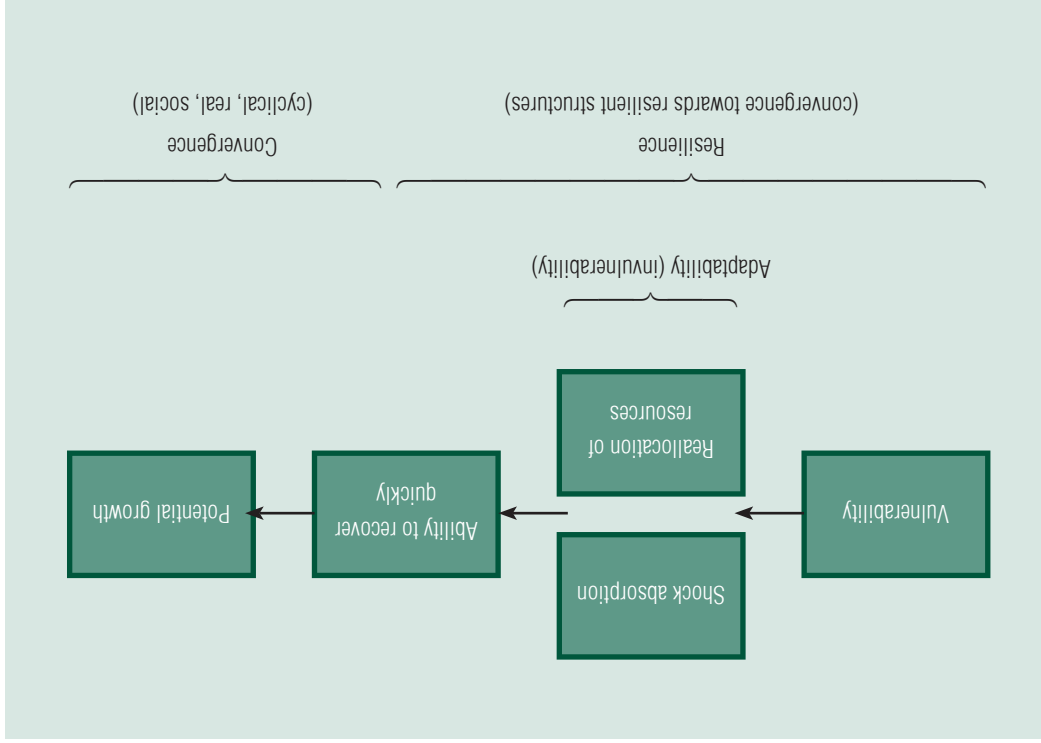 Vulnerability
Shock absorption
Reallocation of
resources
Ability to recover
quickly
Potential growth
Adaptability (invulnerability)
Resilience
(convergence towards resilient structures)
Convergence
(cyclical, real, social)